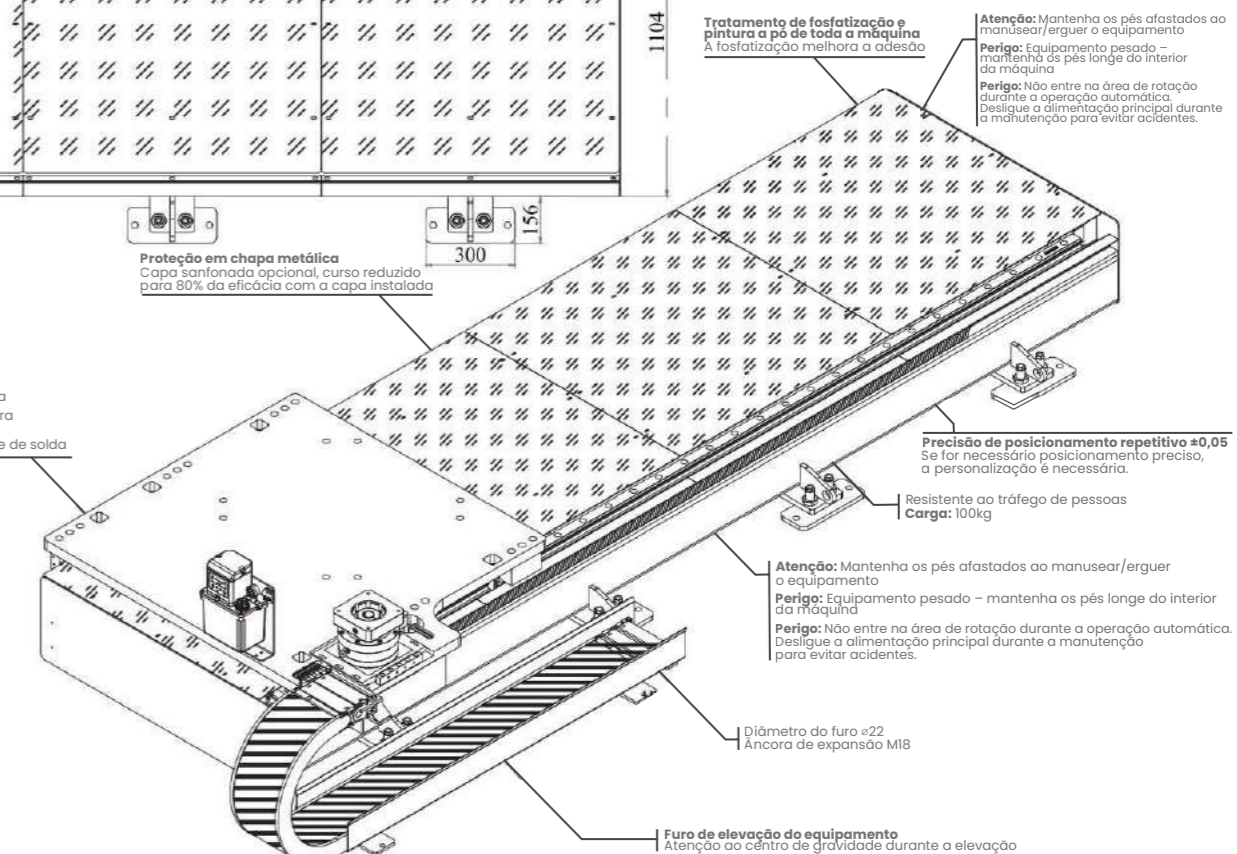 1104
156
300
Tratamento de fosfatização e
pintura a pó de toda a máquina
A fosfatização melhora a adesão
Atenção: Mantenha os pés afastados ao
manusear/erguer o equipamento
Perigo: Equipamento pesado –
mantenha os pés longe do interior
da máquina
Perigo: Não entre na área de rotação
durante a operação automática.
Desligue a alimentação principal durante
a manutenção para evitar acidentes.
Proteção em chapa metálica
Capa sanfonada opcional, curso reduzido
para 80% da eficácia com a capa instalada
a
ra
e de solda
Precisão de posicionamento repetitivo ±0,05
Se for necessário posicionamento preciso,
a personalização é necessária.
Resistente ao tráfego de pessoas
Carga: 100kg
Atenção: Mantenha os pés afastados ao manusear/erguer
o equipamento
Perigo: Equipamento pesado – mantenha os pés longe do interior
da máquina
Perigo: Não entre na área de rotação durante a operação automática.
Desligue a alimentação principal durante a manutenção
para evitar acidentes.
Diâmetro do furo ⌀22
Âncora de expansão M18
Furo de elevação do equipamento
Atenção ao centro de gravidade durante a elevação